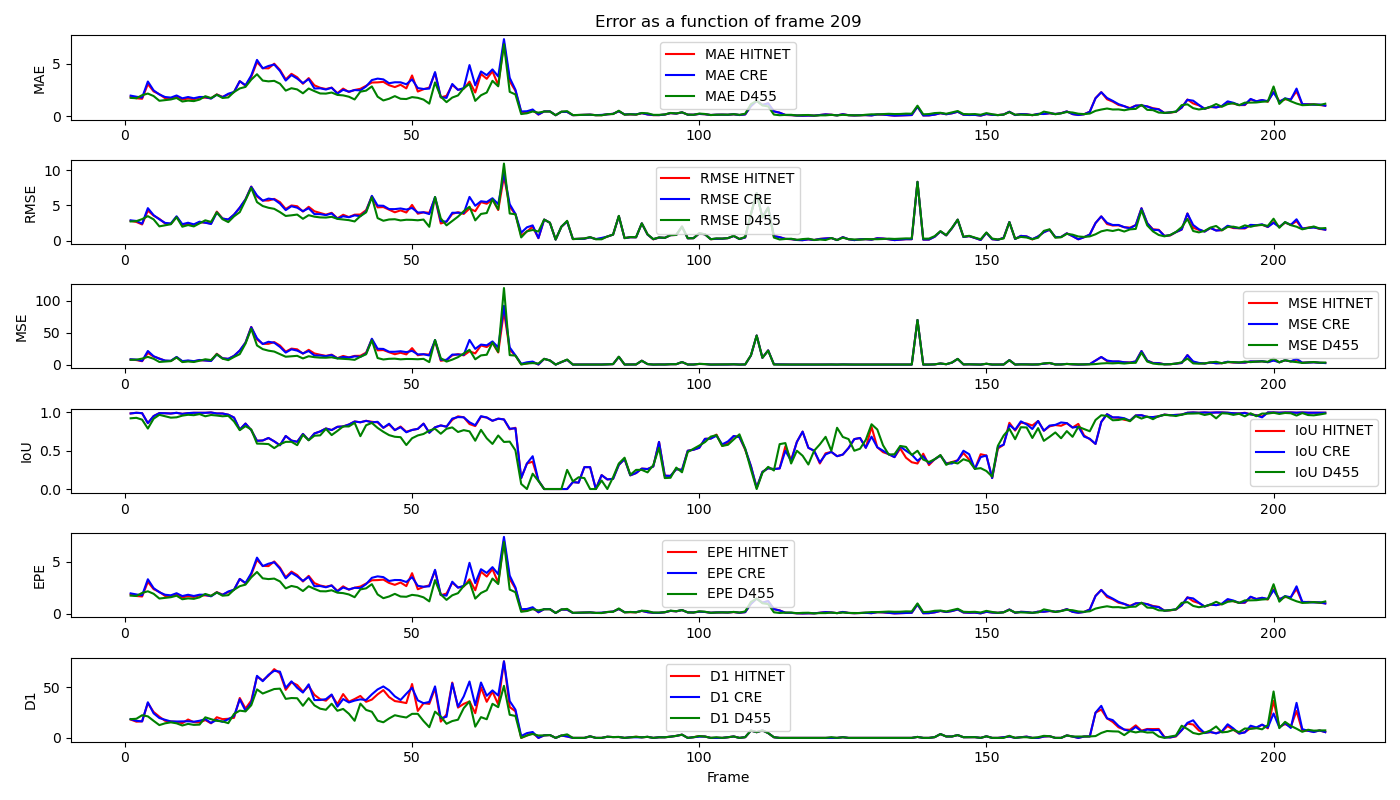 Error as a function of frame 209
MAE
5
0
MAE HITNET
MAE CRE
MAE D455
0 50 100 150 200
RMSE
10
5
0
RMSE HITNET
RMSE CRE
RMSE D455
0 50 100 150 200
MSE
100
50
0
MSE HITNET
MSE CRE
MSE D455
0 50 100 150 200
IoU
1.0
0.5
0.0
IoU HITNET
IoU CRE
IoU D455
0 50 100 150 200
EPE
5
0
EPE HITNET
EPE CRE
EPE D455
0 50 100 150 200
D1
50
0
D1 HITNET
D1 CRE
D1 D455
0 50 100 150 200
Frame